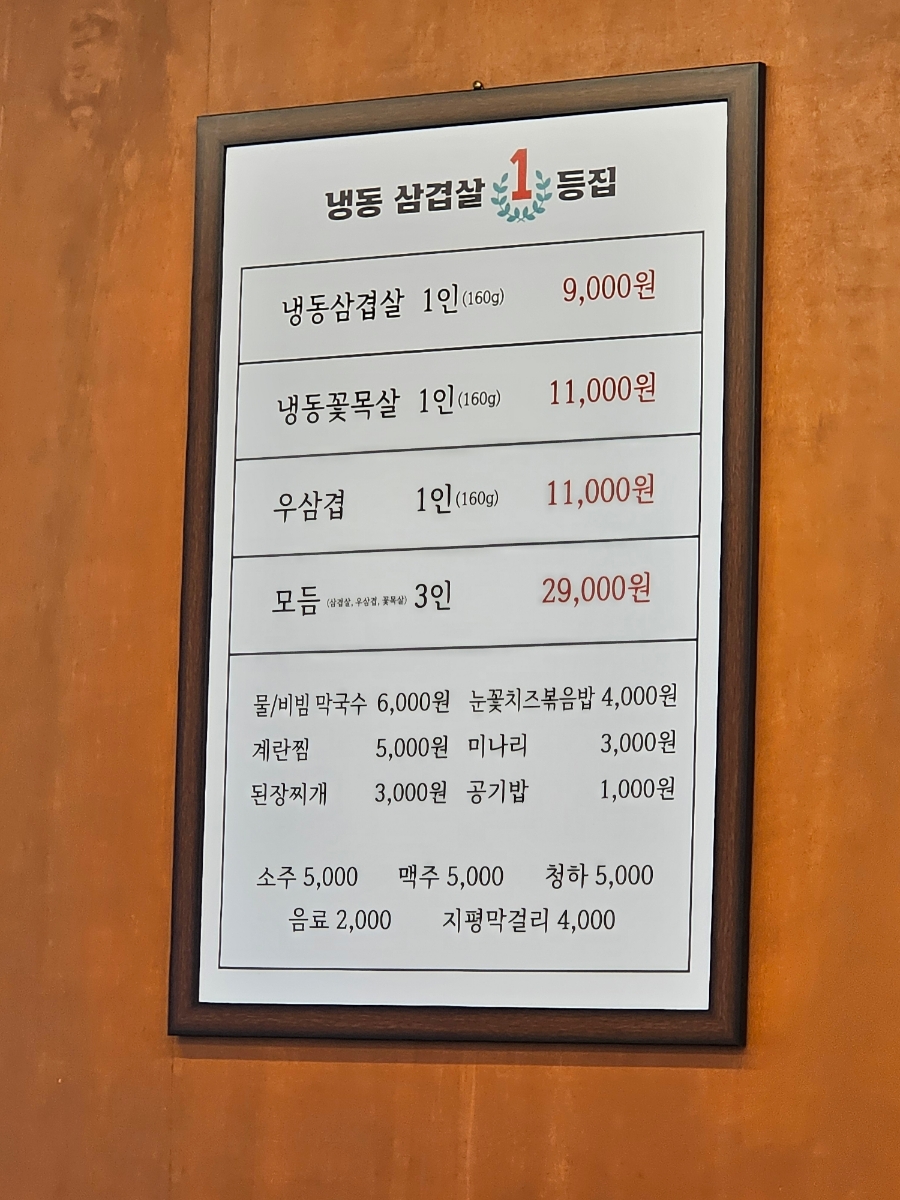 냉동 삼겹살 1 등집
냉동삼겹살 1인(160g) 9,000원
냉동꽃목살 1인(160g) 11,000원
우삼겹 1인(160g) 11,000원
모듬 (삼겹살, 우삼겹, 꽃목살) 3인 29,000원
물/비빔 막국수 6,000원 눈꽃치즈볶음밥 4,000원
계란찜 5,000원 미나리 3,000원
된장찌개 3,000원 공기밥 1,000원
소주 5,000 맥주 5,000 청하 5,000
음료 2,000 지평막걸리 4,000